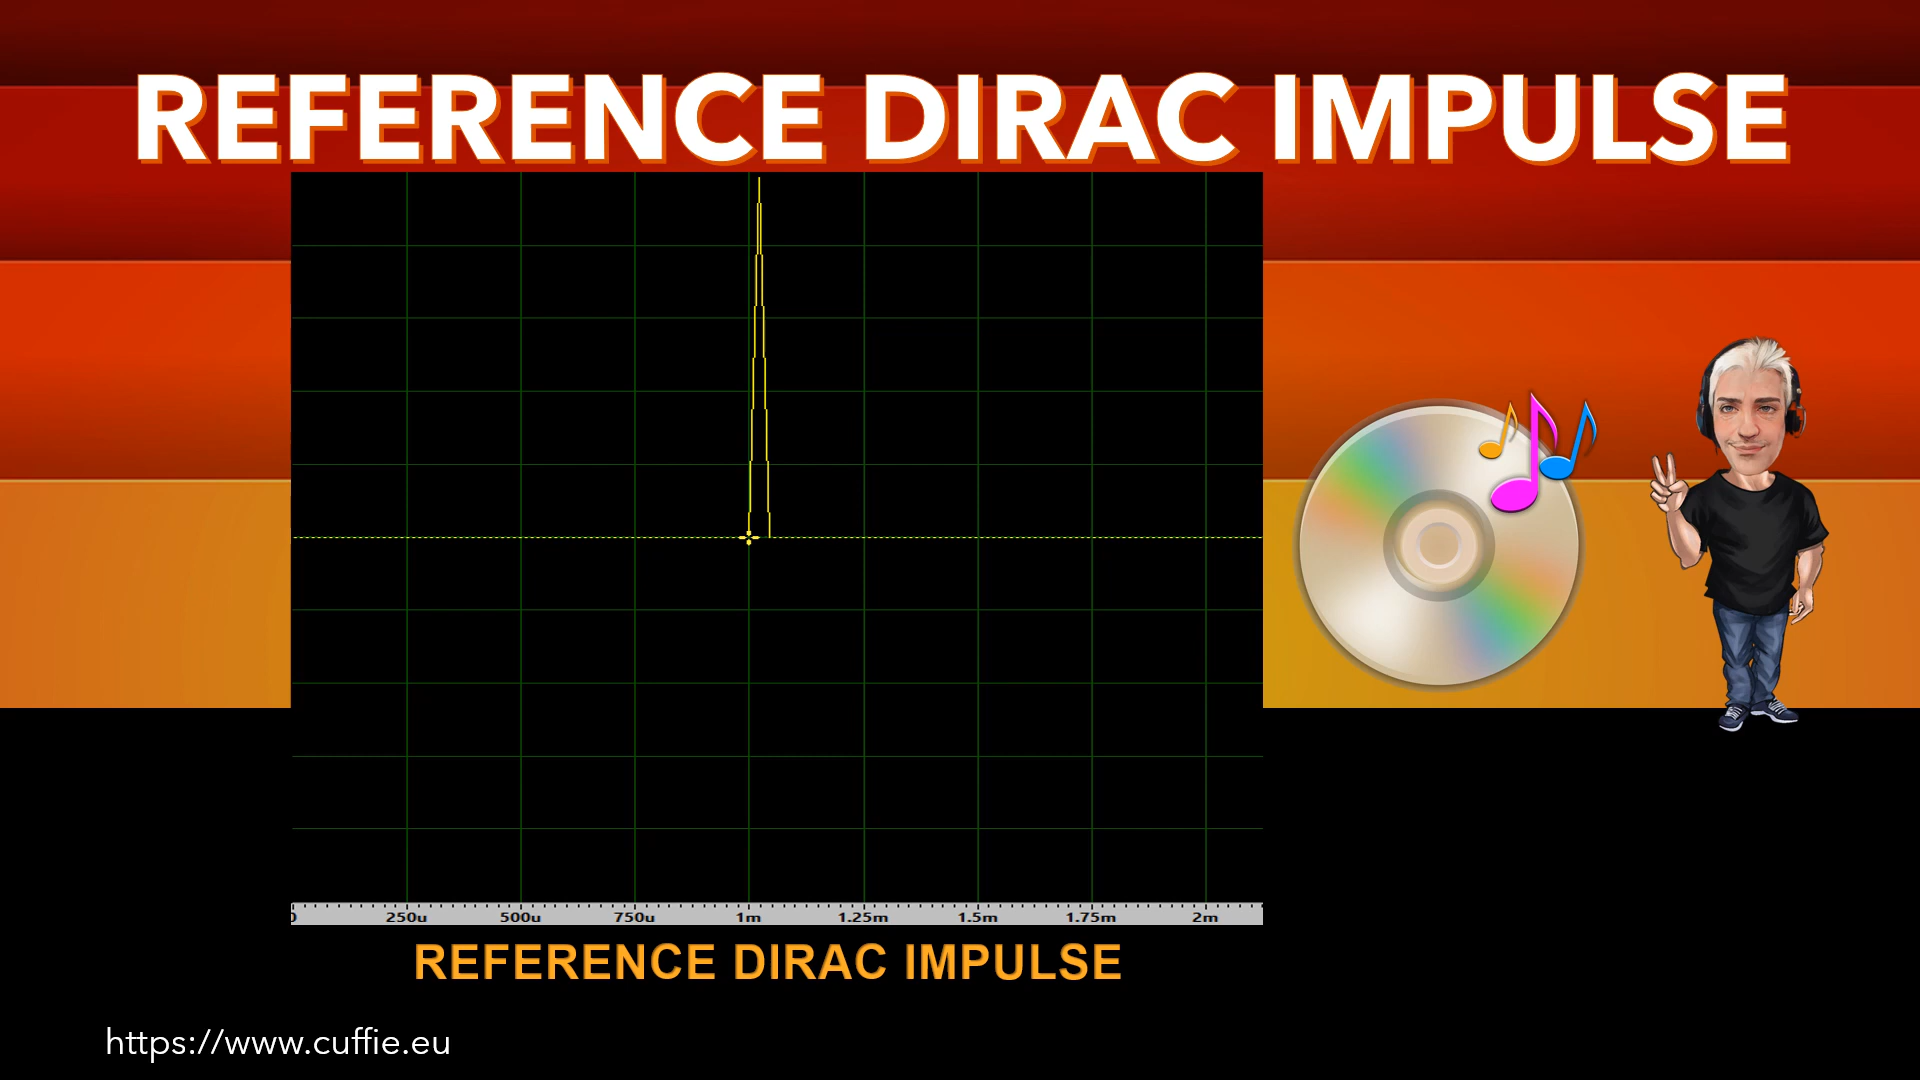 REFERENCE DIRAC IMPULSE
0 250u 500u 750u 1m 1.25m 1.5m 1.75m 2m
REFERENCE DIRAC IMPULSE
https://www.cuffie.eu